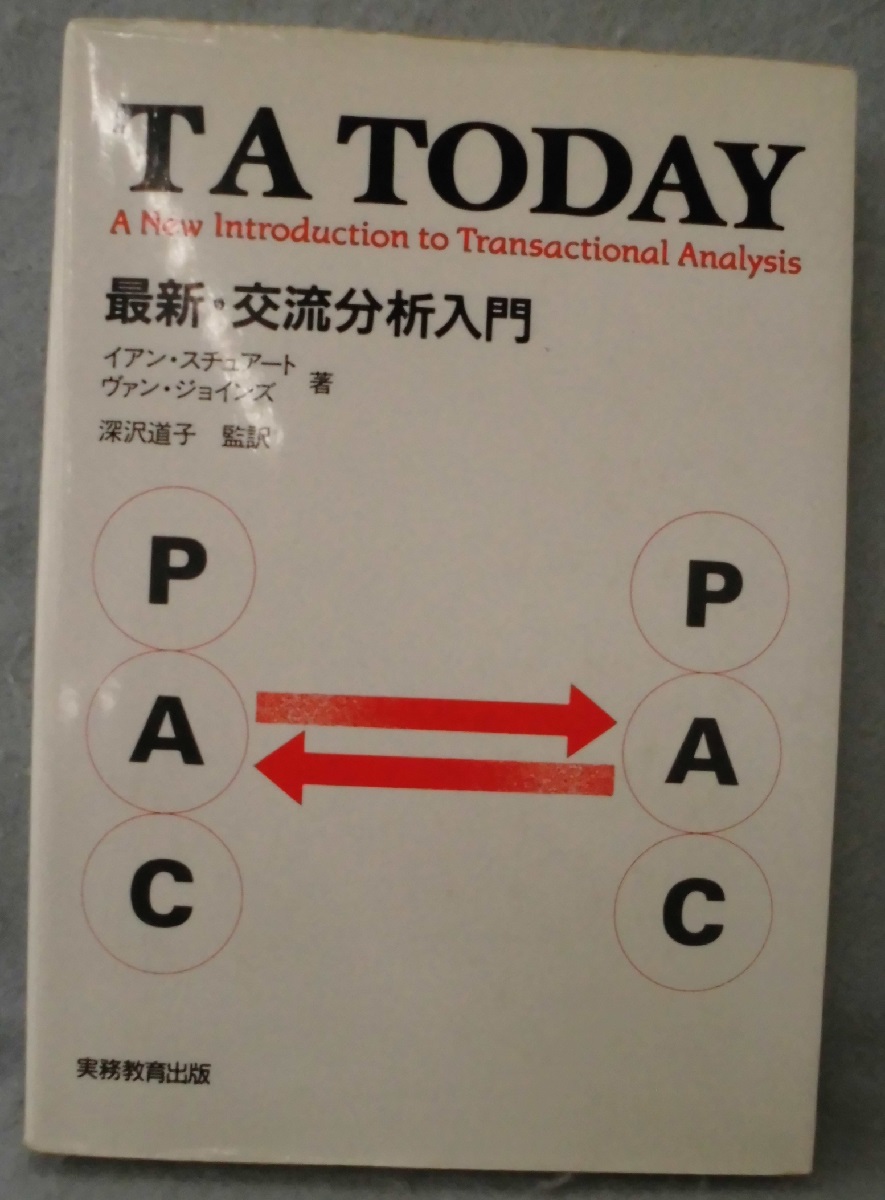 TA TODAY
A New Introduction to Transactional Analysis
最新・交流分析入門
イアン・スチュアート
ヴァン・ジョインズ 著
深沢道子 監訳
P P
A A
C C
実務教育出版